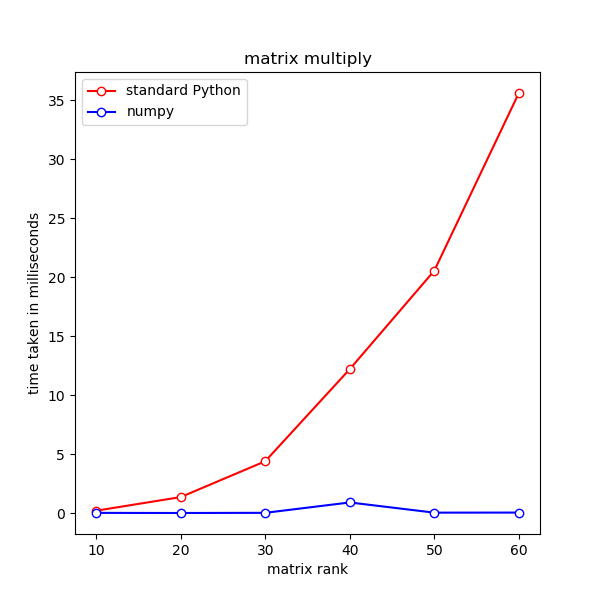 matrix multiply
standard Python
numpy
time taken in milliseconds
35
30
25
20
15
10
5
0
10 20 30 40 50 60
matrix rank